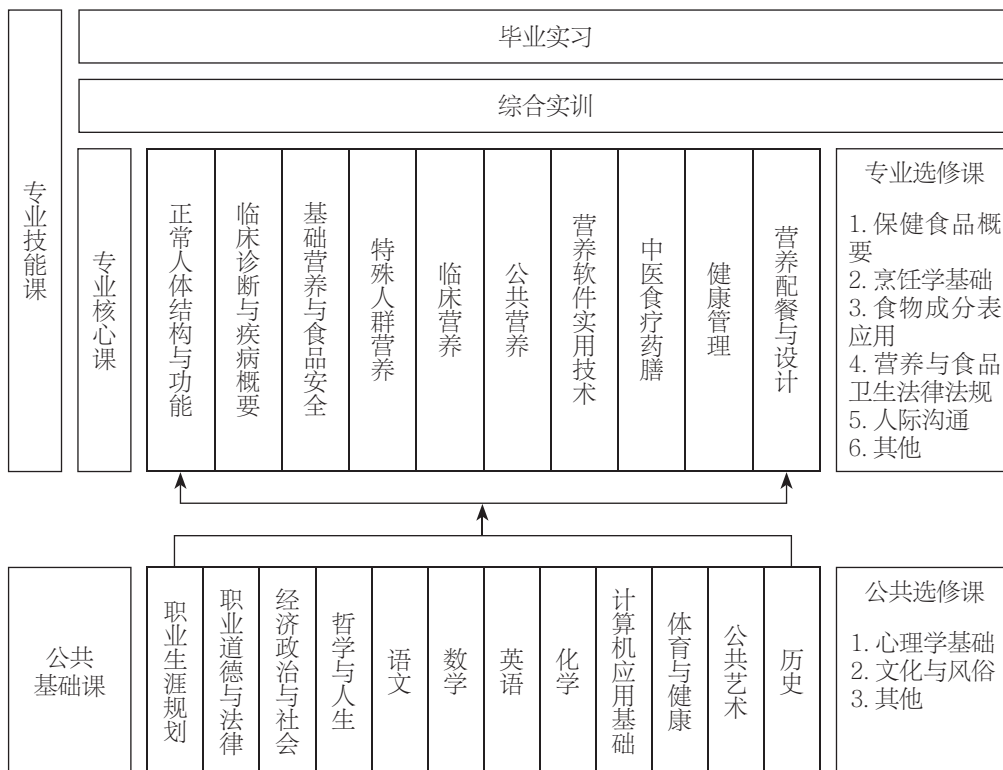 毕业实习
综合实训
专业技能课
专业核心课
正常人体结构与功能
临床诊断与疾病概要
基础营养与食品安全
特殊人群营养
临床营养
公共营养
营养软件实用技术
中医食疗药膳
健康管理
营养配餐与设计
专业选修课
1. 保健食品概
要
2. 烹饪学基础
3. 食物成分表
应用
4. 营养与食品
卫生法律法规
5. 人际沟通
6. 其他
公共
基础课
职业生涯规划
职业道德与法律
经济政治与社会
哲学与人生
语文
数学
英语
化学
计算机应用基础
体育与健康
公共艺术
历史
公共选修课
1. 心理学基础
2. 文化与风俗
3. 其他